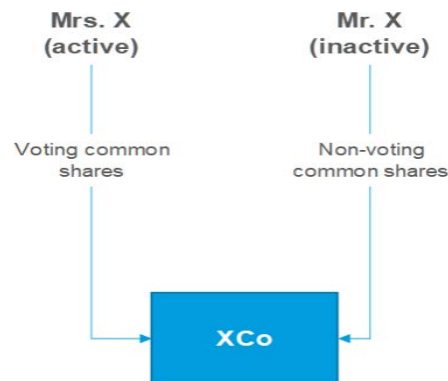 Mrs. X
(active)
Mr. X
(inactive)
Voting common
shares
Non-voting
common shares
XCo